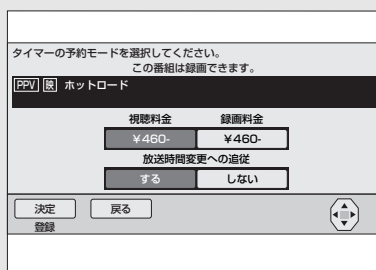 タイマーの予約モードを選択してください。
この番組は録画できます。
PPV 映 ホットロード
視聴料金 録画料金
¥460- ¥460-
放送時間変更への追従
する しない
決定 戻る
登録